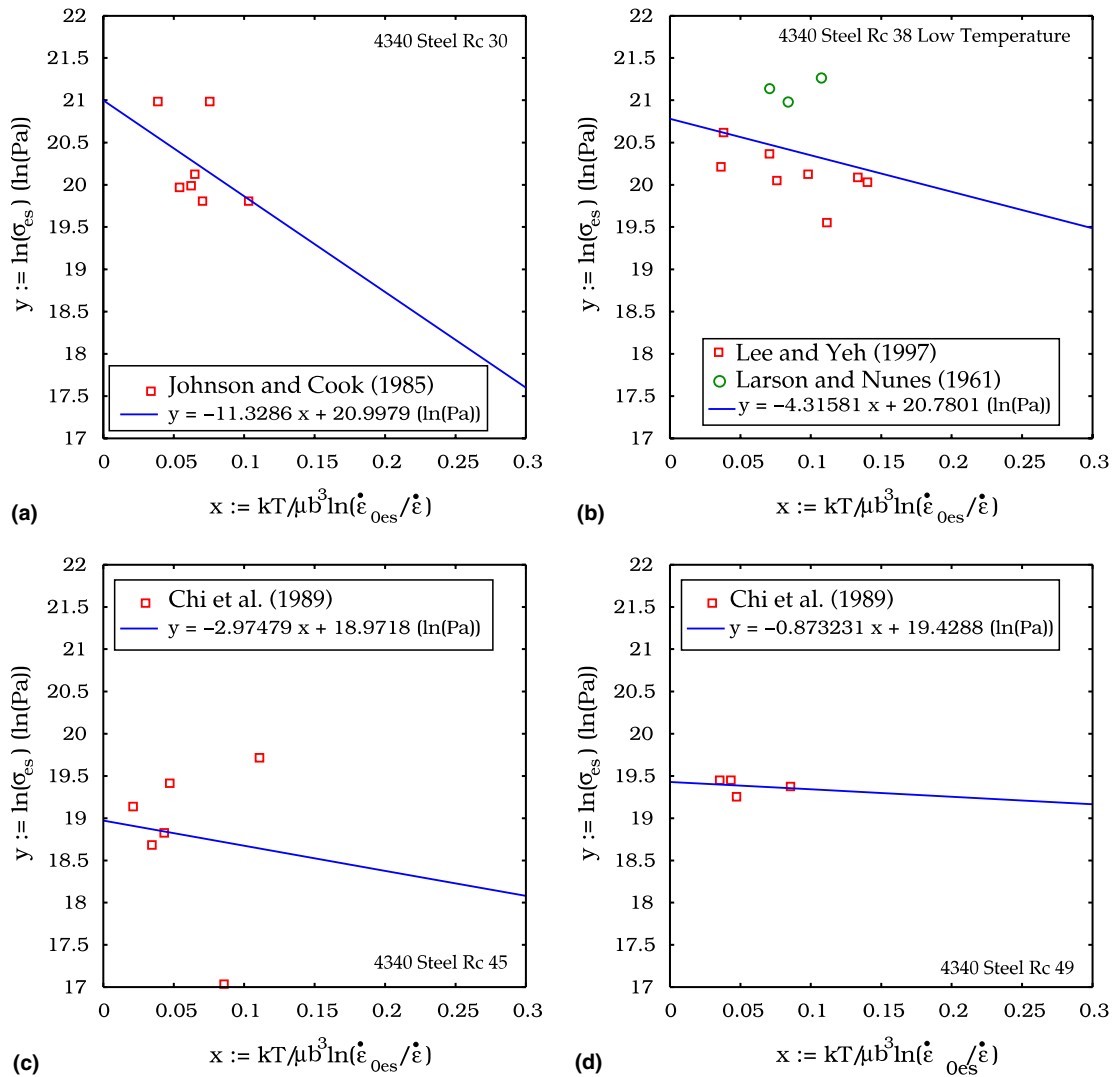 4340 Steel Rc 30
22
21.5
21
20.5
20
19.5
19
18.5
18
17.5
17
y := ln(σes) (ln(Pa))
Johnson and Cook (1985)
y = −11.3286 x + 20.9979 (ln(Pa))
0 0.05 0.1 0.15 0.2 0.25 0.3
(a) x := kT/μb³ln(ε̇0es/ε̇)
4340 Steel Rc 38 Low Temperature
22
21.5
21
20.5
20
19.5
19
18.5
18
17.5
17
y := ln(σes) (ln(Pa))
Lee and Yeh (1997)
Larson and Nunes (1961)
y = −4.31581 x + 20.7801 (ln(Pa))
0 0.05 0.1 0.15 0.2 0.25 0.3
(b) x := kT/μb³ln(ε̇0es/ε̇)
22
21.5
21
20.5
20
19.5
19
18.5
18
17.5
17
y := ln(σes) (ln(Pa))
Chi et al. (1989)
y = −2.97479 x + 18.9718 (ln(Pa))
4340 Steel Rc 45
0 0.05 0.1 0.15 0.2 0.25 0.3
(c) x := kT/μb³ln(ε̇0es/ε̇)
22
21.5
21
20.5
20
19.5
19
18.5
18
17.5
17
y := ln(σes) (ln(Pa))
Chi et al. (1989)
y = −0.873231 x + 19.4288 (ln(Pa))
4340 Steel Rc 49
0 0.05 0.1 0.15 0.2 0.25 0.3
(d) x := kT/μb³ln(ε̇ 0es/ε̇)